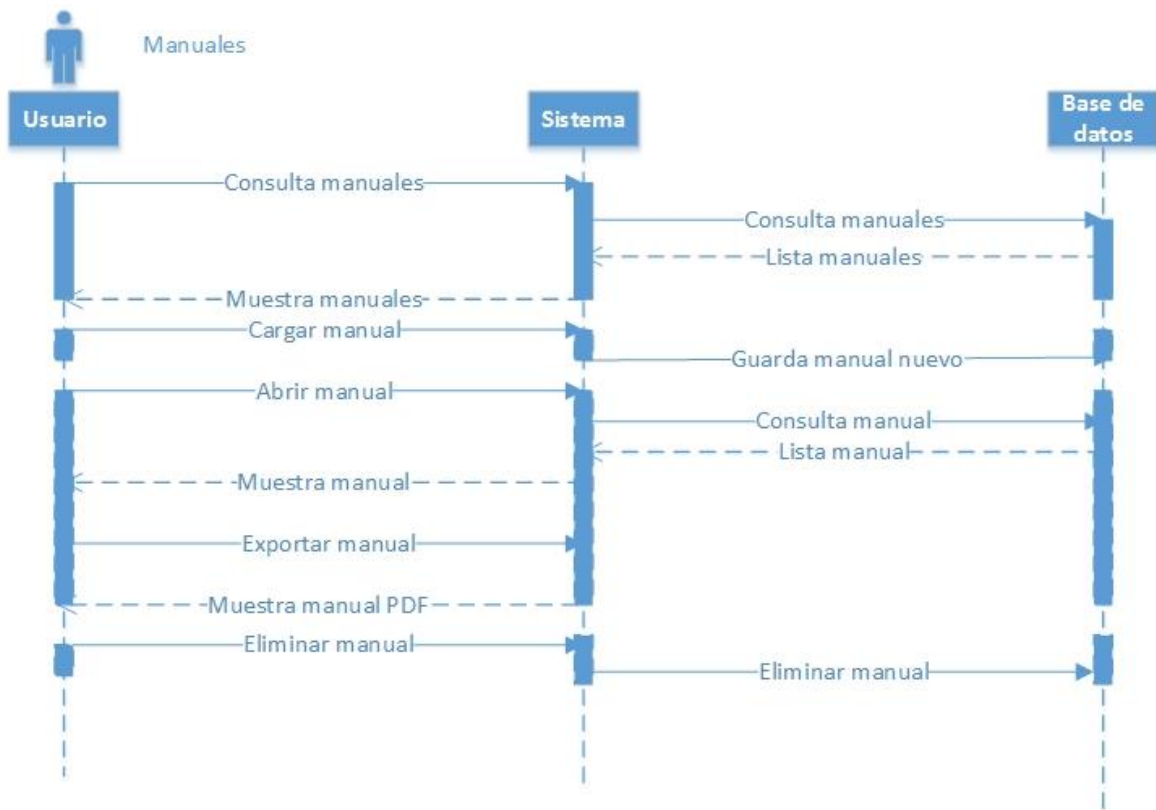 Manuales
Usuario
Sistema
Base de
datos
Consulta manuales
Consulta manuales
Lista manuales
Muestra manuales
Cargar manual
Guarda manual nuevo
Abrir manual
Consulta manual
Lista manual
Muestra manual
Exportar manual
Muestra manual PDF
Eliminar manual
Eliminar manual